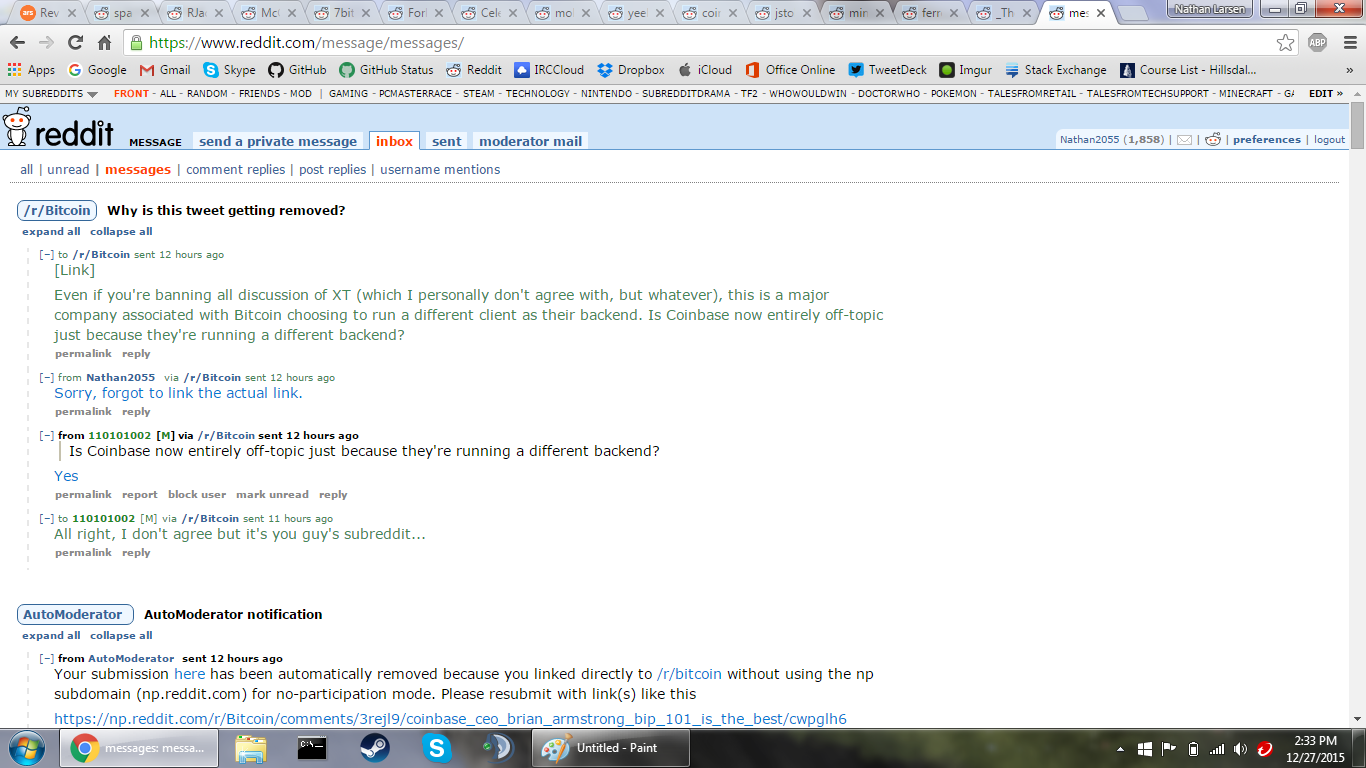 Rev spa RJa McC 7bit Forl Cele mo yeel coi jsto min ferr _Th mes Nathan Larsen
https://www.reddit.com/message/messages/ ABP
Apps Google Gmail Skype GitHub GitHub Status Reddit IRCCloud Dropbox iCloud Office Online TweetDeck Imgur Stack Exchange Course List - Hillsdal... »
MY SUBREDDITS FRONT - ALL - RANDOM - FRIENDS - MOD | GAMING - PCMASTERRACE - STEAM - TECHNOLOGY - NINTENDO - SUBREDDITDRAMA - TF2 - WHOWOULDWIN - DOCTORWHO - POKEMON - TALESFROMRETAIL - TALESFROMTECHSUPPORT - MINECRAFT - GA EDIT »
reddit MESSAGE send a private message inbox sent moderator mail Nathan2055 (1,858) | | | preferences | logout
all | unread | messages | comment replies | post replies | username mentions
/r/Bitcoin Why is this tweet getting removed?
expand all collapse all
[–] to /r/Bitcoin sent 12 hours ago
[Link]
Even if you're banning all discussion of XT (which I personally don't agree with, but whatever), this is a major
company associated with Bitcoin choosing to run a different client as their backend. Is Coinbase now entirely off-topic
just because they're running a different backend?
permalink reply
[–] from Nathan2055 via /r/Bitcoin sent 12 hours ago
Sorry, forgot to link the actual link.
permalink reply
[–] from 110101002 [M] via /r/Bitcoin sent 12 hours ago
Is Coinbase now entirely off-topic just because they're running a different backend?
Yes
permalink report block user mark unread reply
[–] to 110101002 [M] via /r/Bitcoin sent 11 hours ago
All right, I don't agree but it's you guy's subreddit...
permalink reply
AutoModerator AutoModerator notification
expand all collapse all
[–] from AutoModerator sent 12 hours ago
Your submission here has been automatically removed because you linked directly to /r/bitcoin without using the np
subdomain (np.reddit.com) for no-participation mode. Please resubmit with link(s) like this
https://np.reddit.com/r/Bitcoin/comments/3rejl9/coinbase_ceo_brian_armstrong_bip_101_is_the_best/cwpglh6
messages: messa... Untitled - Paint 2:33 PM
12/27/2015